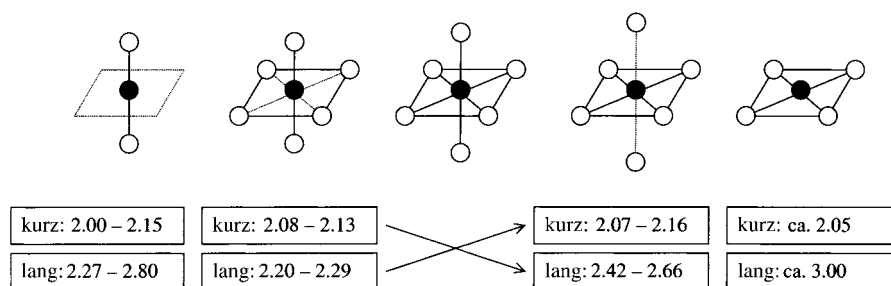 kurz: 2.00 – 2.15 kurz: 2.08 – 2.13 kurz: 2.07 – 2.16 kurz: ca. 2.05
lang: 2.27 – 2.80 lang: 2.20 – 2.29 lang: 2.42 – 2.66 lang: ca. 3.00